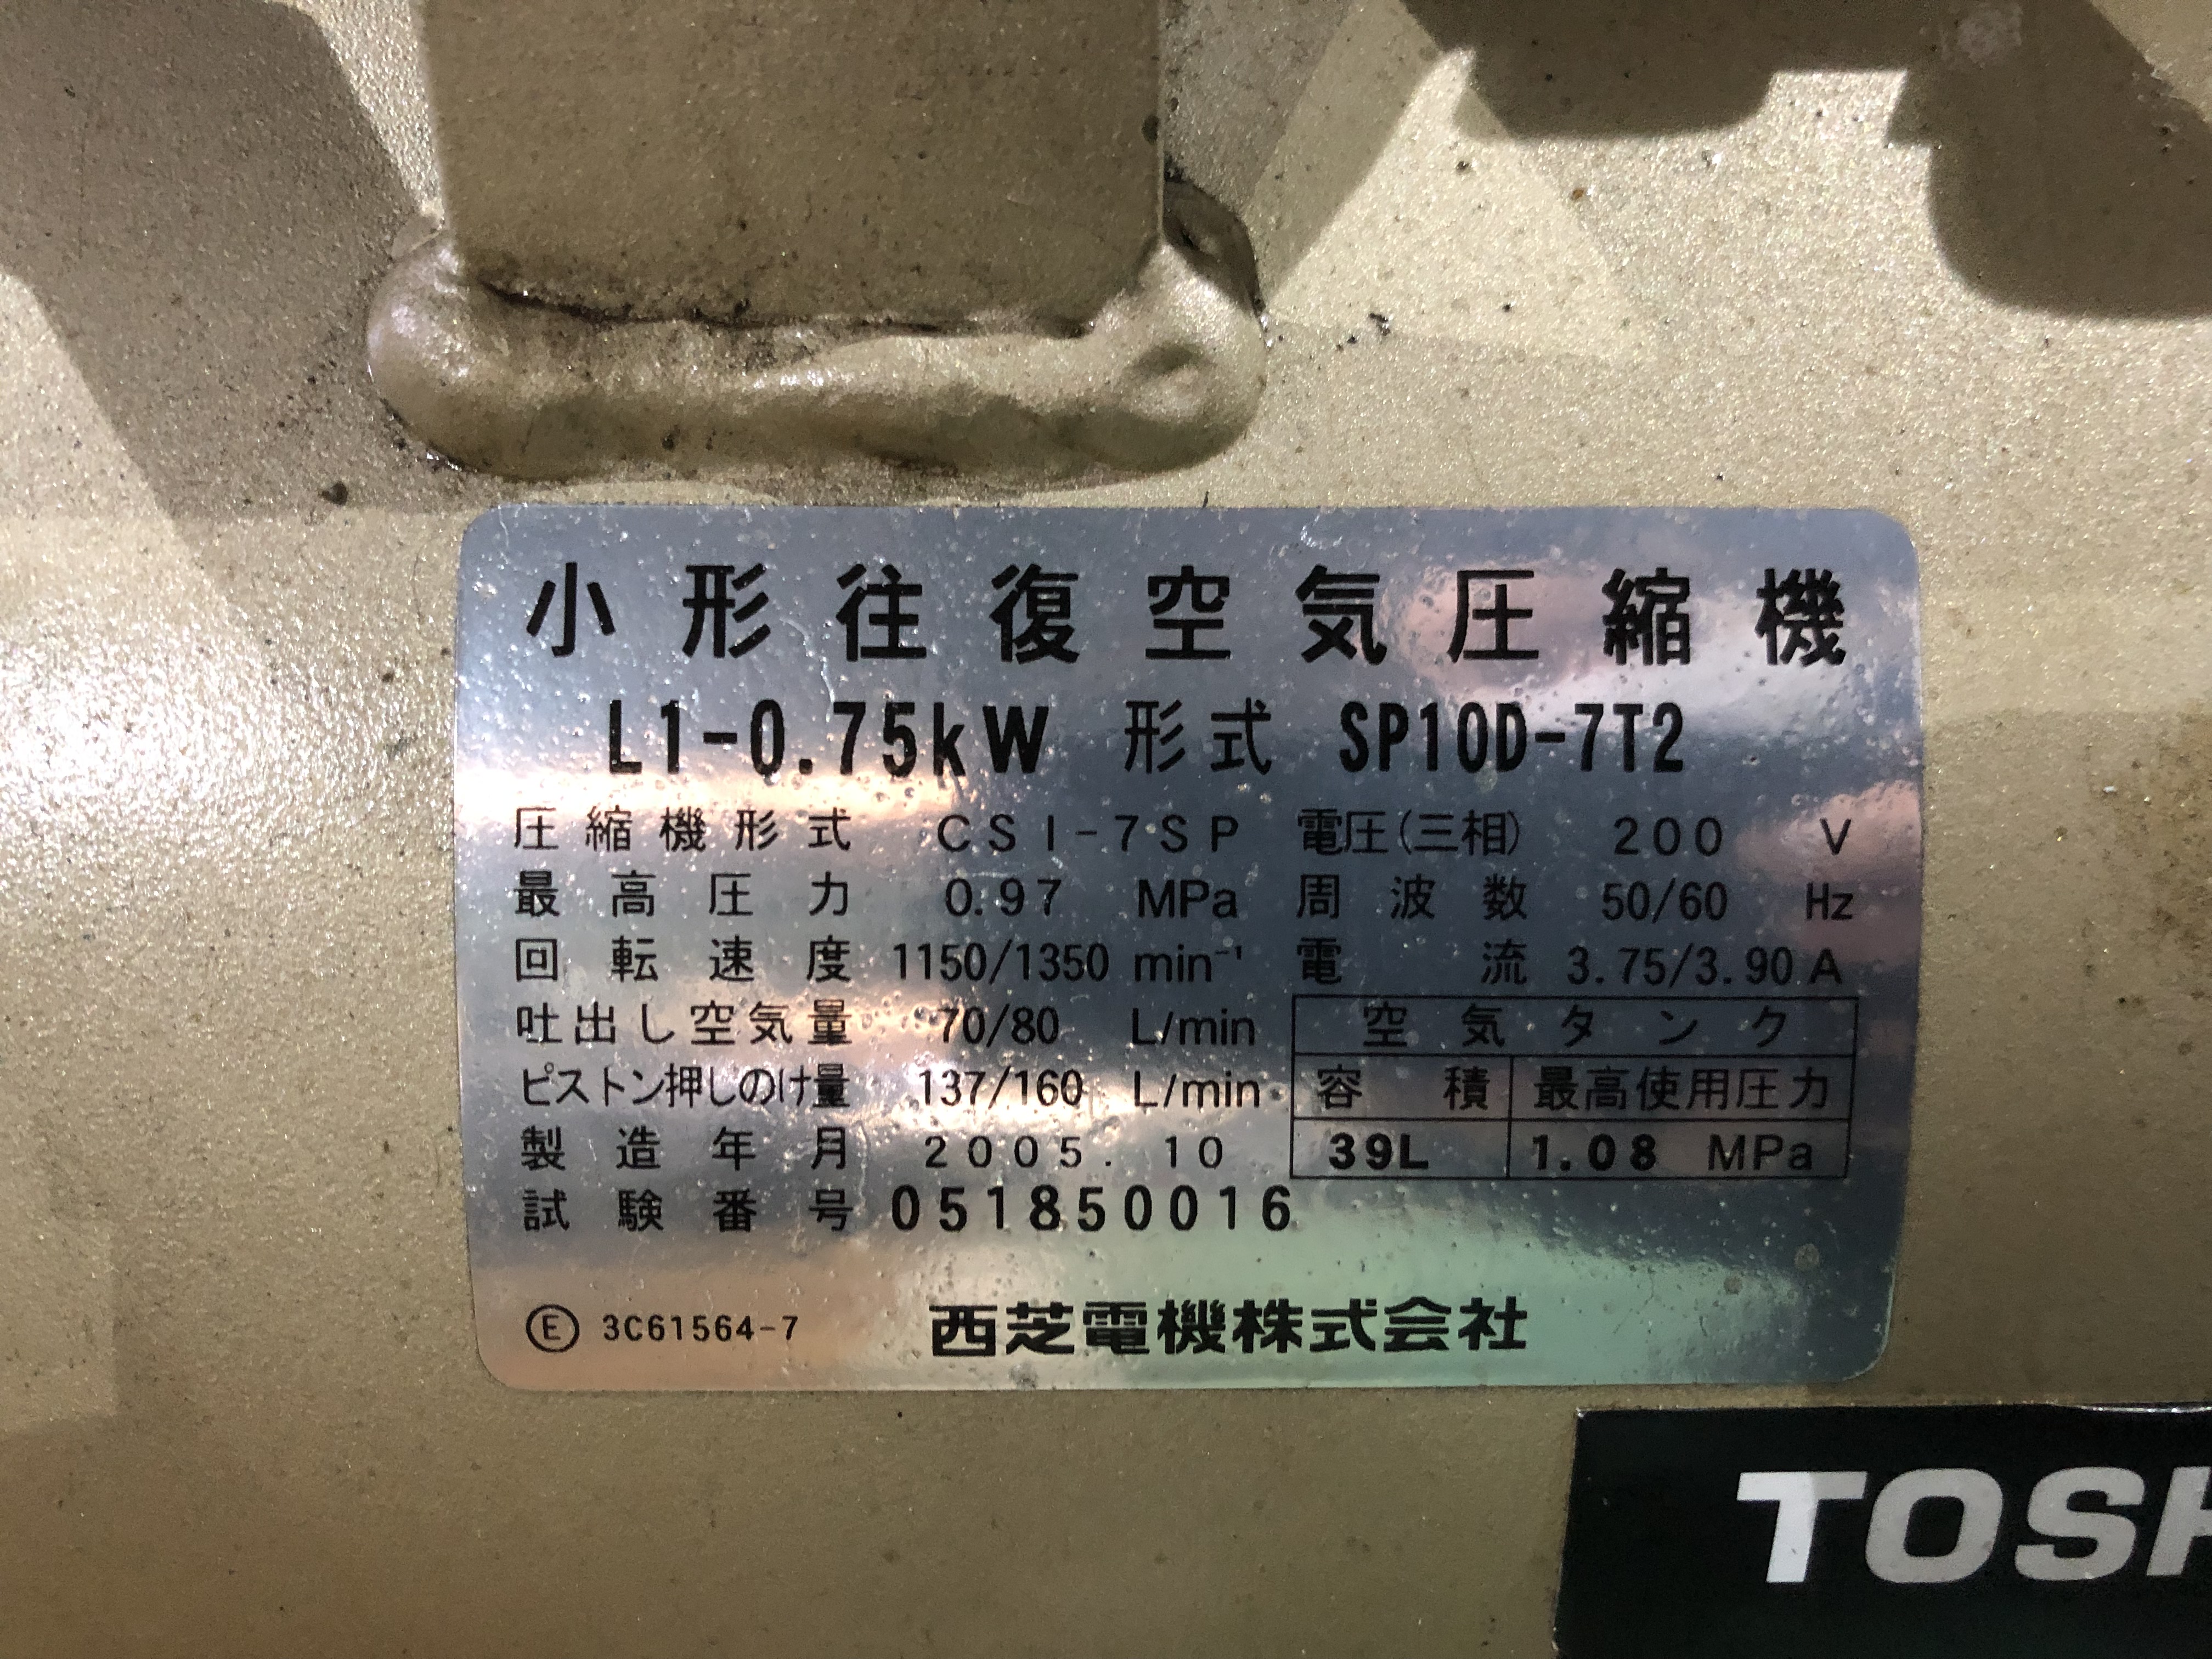 小形往復空気圧縮機
L1-0.75kW 形式 SP10D-7T2
圧縮機形式 CSI-7SP 電圧(三相) 200 V
最高圧力 0.97 MPa 周波数 50/60 Hz
回転速度 1150/1350 min⁻¹ 電流 3.75/3.90 A
吐出し空気量 70/80 L/min
ピストン押しのけ量 137/160 L/min
製造年月 2005. 10
試験番号 051850016
空気タンク
容積 最高使用圧力
39L 1.08 MPa
Ⓔ 3C61564-7 西芝電機株式会社
TOSH